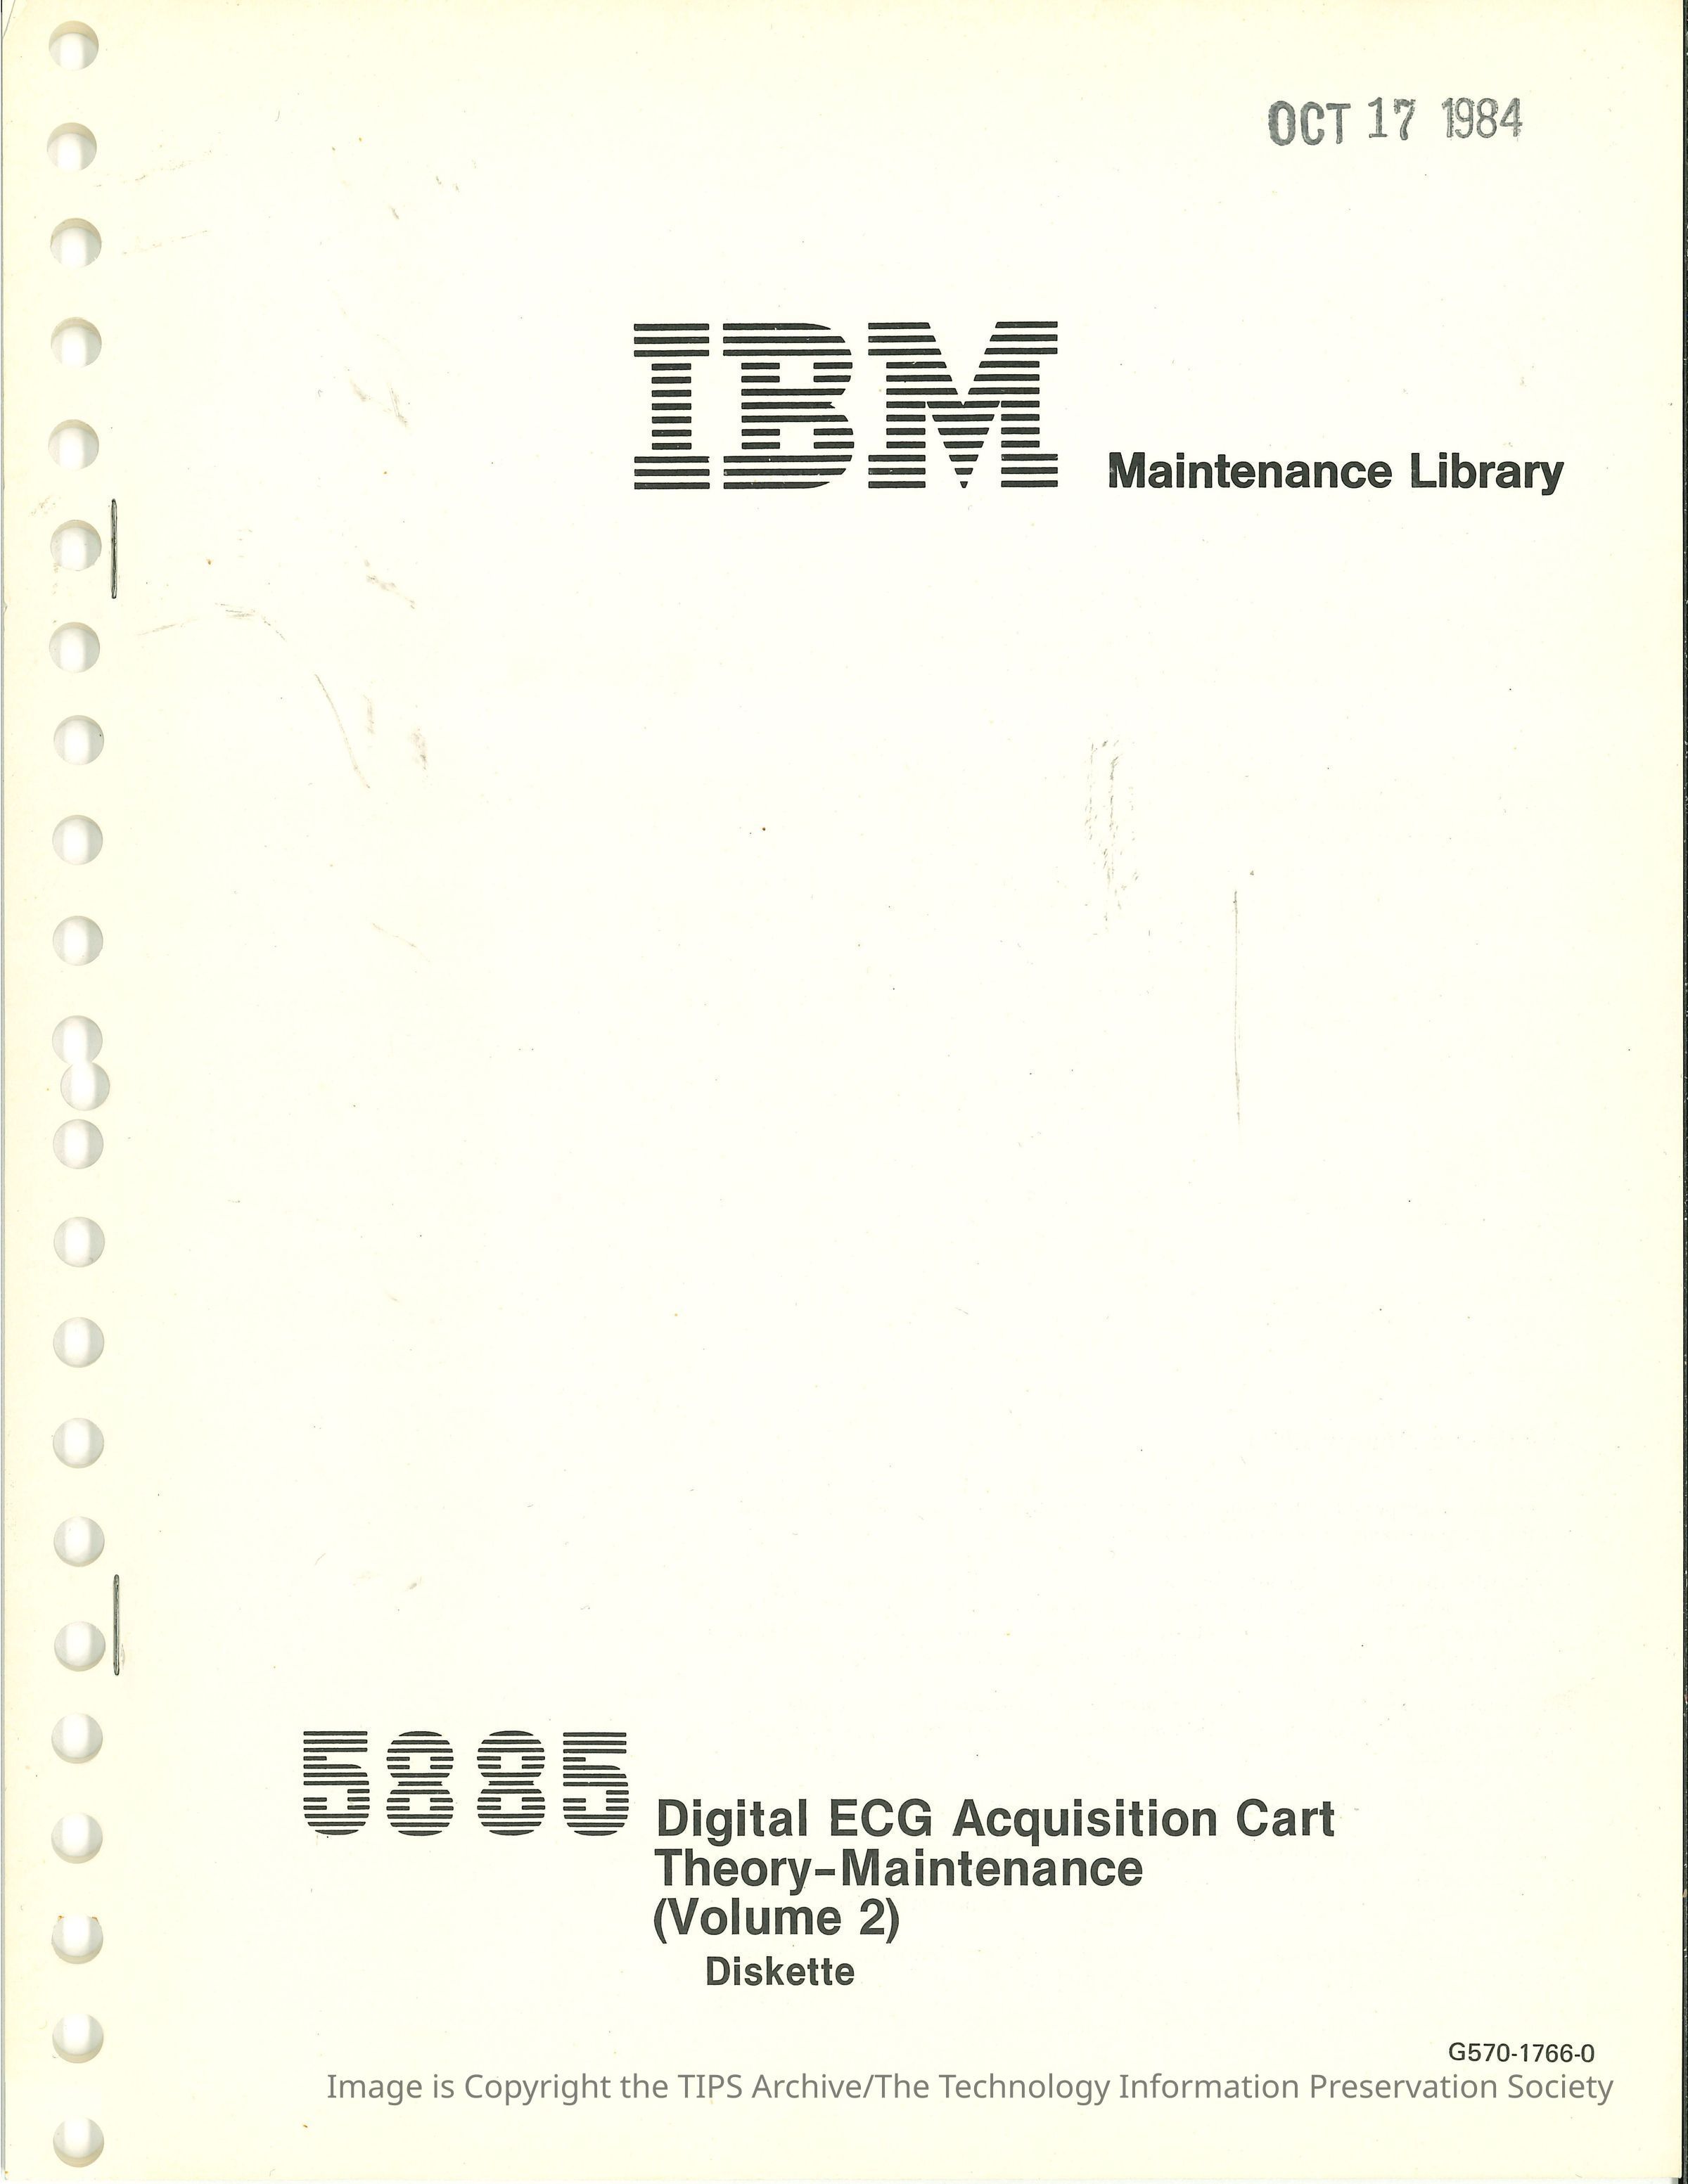 OCT 17 1984
IBM Maintenance Library
5885 Digital ECG Acquisition Cart
Theory-Maintenance
(Volume 2)
Diskette
G570-1766-0
Image is Copyright the TIPS Archive/The Technology Information Preservation Society